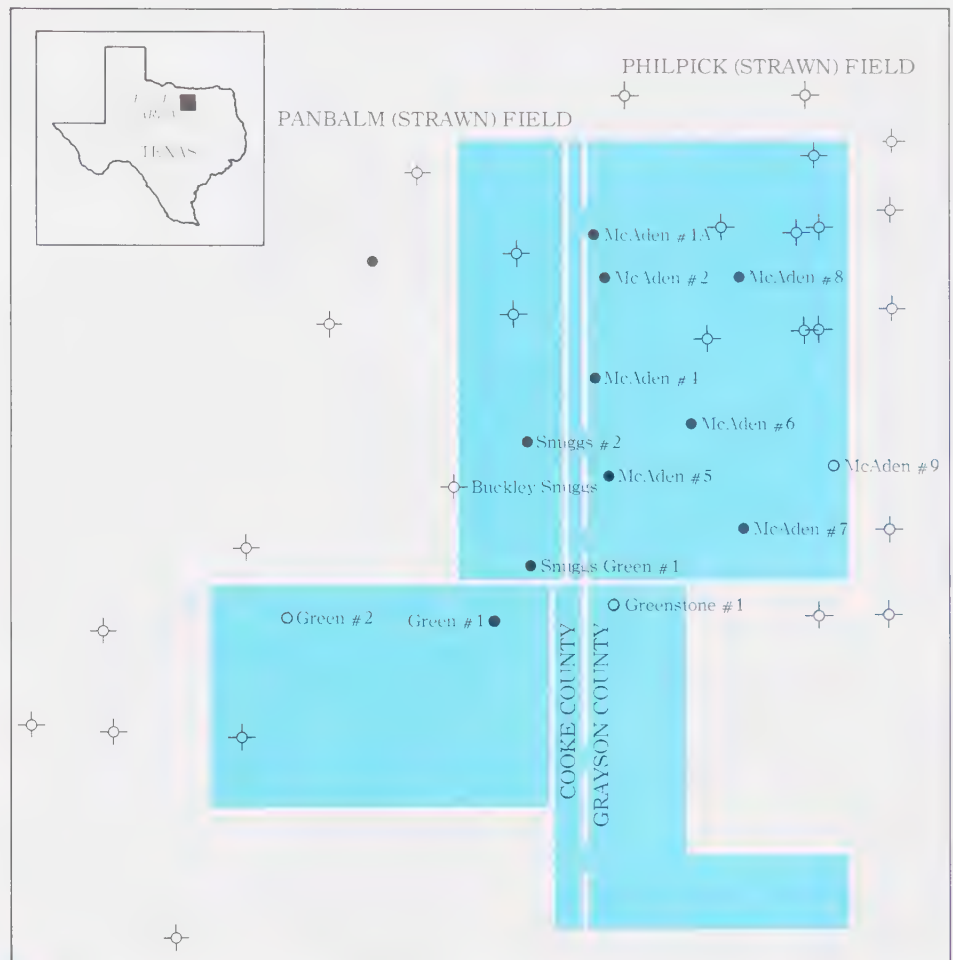 PHILPICK (STRAWN) FIELD
PANBALM (STRAWN) FIELD
TEXAS
McAden #1A
McAden #2
McAden #8
McAden #4
McAden #6
Snuggs #2
McAden #9
McAden #5
Buckley Snuggs
McAden #7
Snuggs Green #1
Greenstone #1
Green #2
Green #1
COOKE COUNTY
GRAYSON COUNTY